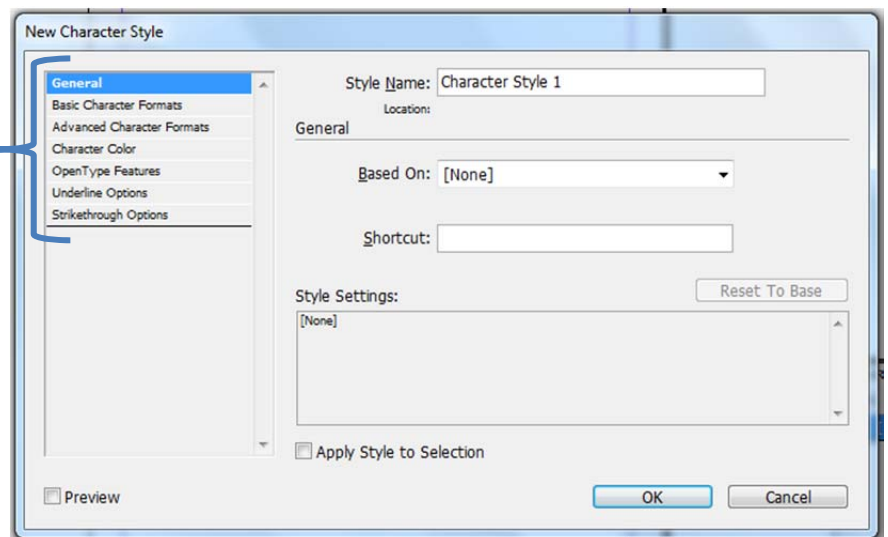 New Character Style
General
Basic Character Formats
Advanced Character Formats
Character Color
OpenType Features
Underline Options
Strikethrough Options
Style Name: Character Style 1
Location:
General
Based On: [None]
Shortcut:
Reset To Base
Style Settings:
[None]
Apply Style to Selection
Preview
OK
Cancel